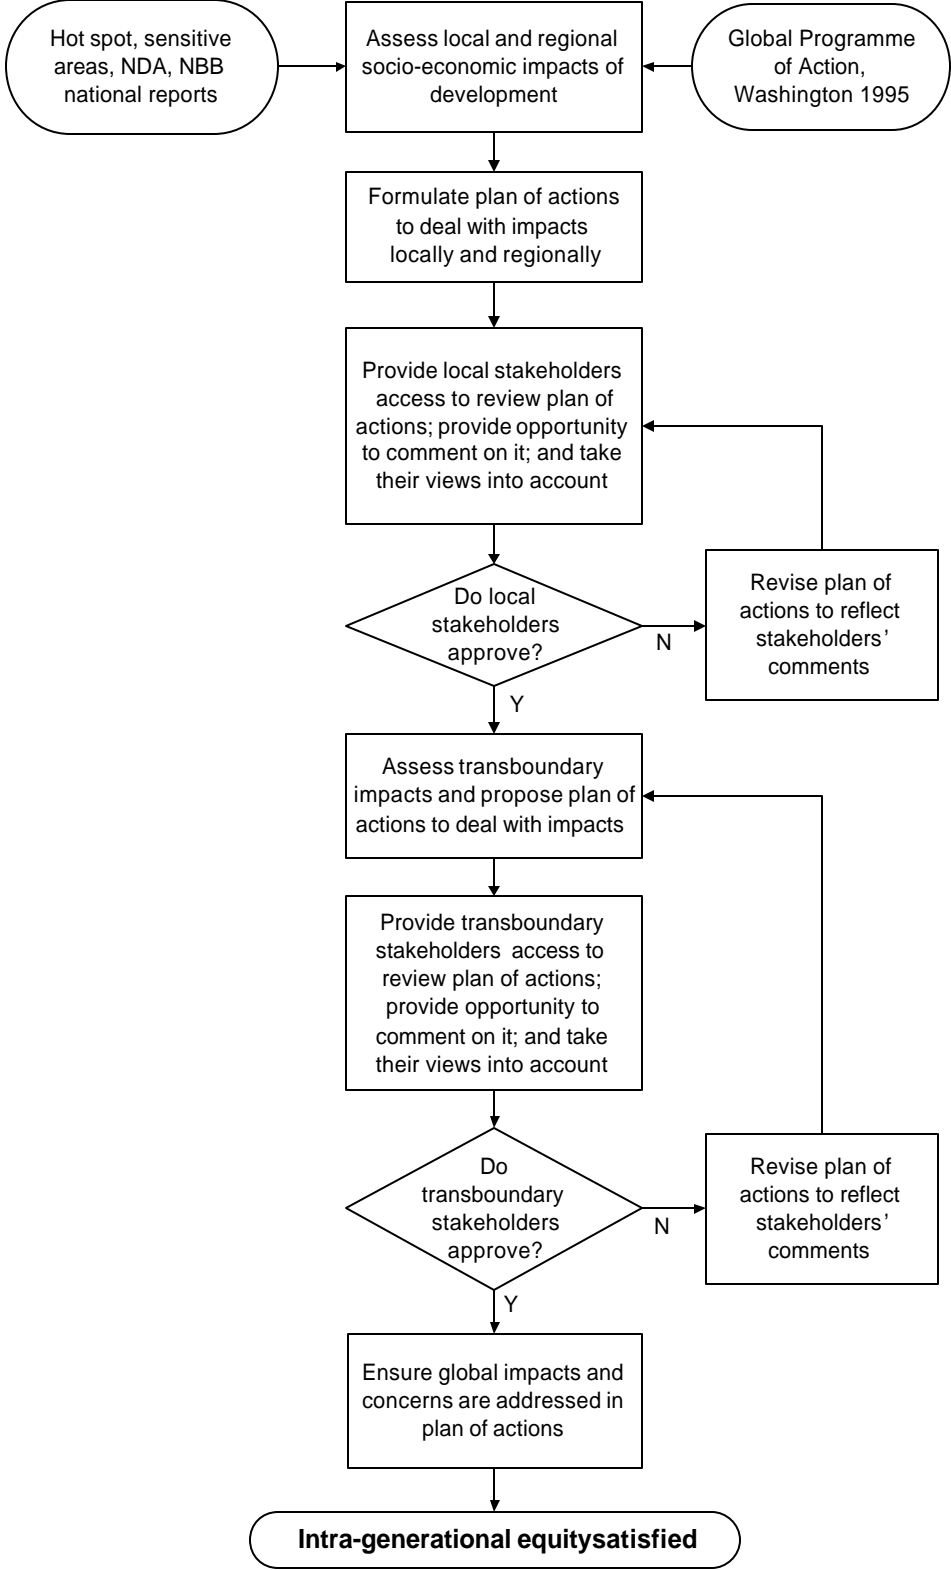 Hot spot, sensitive
areas, NDA, NBB
national reports
Assess local and regional
socio-economic impacts of
development
Global Programme
of Action,
Washington 1995
Formulate plan of actions
to deal with impacts
locally and regionally
Provide local stakeholders
access to review plan of
actions; provide opportunity
to comment on it; and take
their views into account
Do local
stakeholders
approve?
N
Revise plan of
actions to reflect
stakeholders’
comments
Y
Assess transboundary
impacts and propose plan of
actions to deal with impacts
Provide transboundary
stakeholders access to
review plan of actions;
provide opportunity to
comment on it; and take
their views into account
Do
transboundary
stakeholders
approve?
N
Revise plan of
actions to reflect
stakeholders’
comments
Y
Ensure global impacts and
concerns are addressed in
plan of actions
Intra-generational equitysatisfied